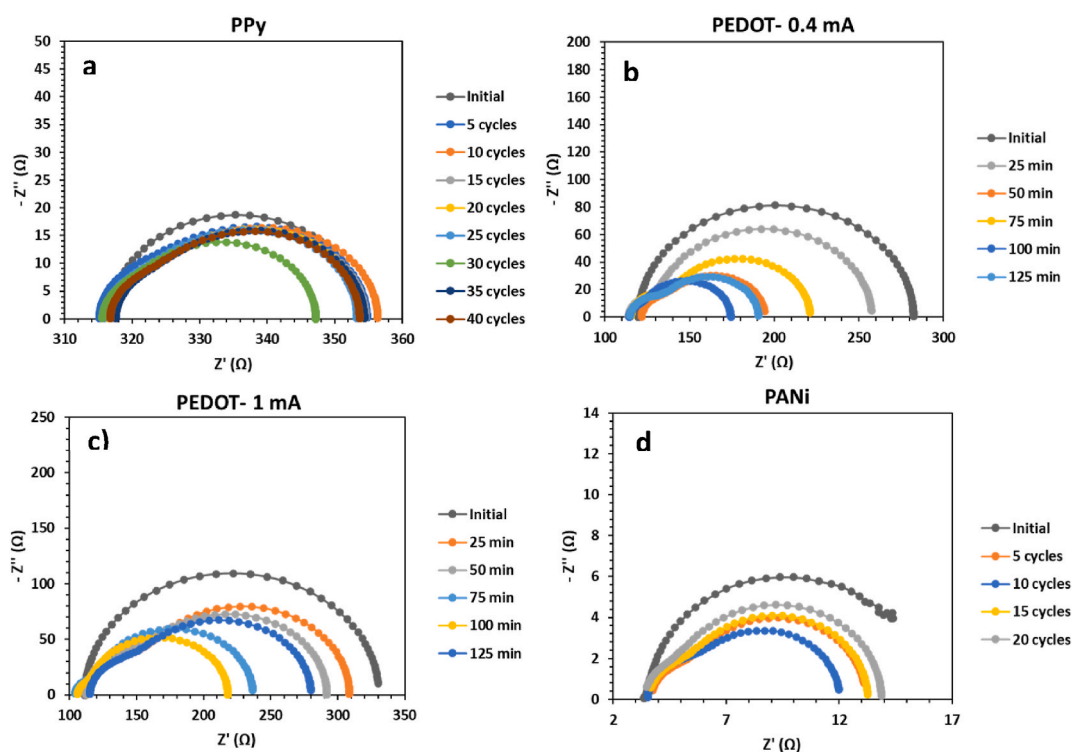 PPy
a
50
45
40
35
30
25
20
15
10
5
0
- Z'' (Ω)
310 320 330 340 350 360
Z' (Ω)
Initial
5 cycles
10 cycles
15 cycles
20 cycles
25 cycles
30 cycles
35 cycles
40 cycles
PEDOT- 0.4 mA
b
200
180
160
140
120
100
80
60
40
20
0
- Z'' (Ω)
100 150 200 250 300
Z' (Ω)
Initial
25 min
50 min
75 min
100 min
125 min
PEDOT- 1 mA
c)
250
200
150
100
50
0
- Z'' (Ω)
100 150 200 250 300 350
Z' (Ω)
Initial
25 min
50 min
75 min
100 min
125 min
PANi
d
14
12
10
8
6
4
2
0
- Z'' (Ω)
2 7 12 17
Z' (Ω)
Initial
5 cycles
10 cycles
15 cycles
20 cycles